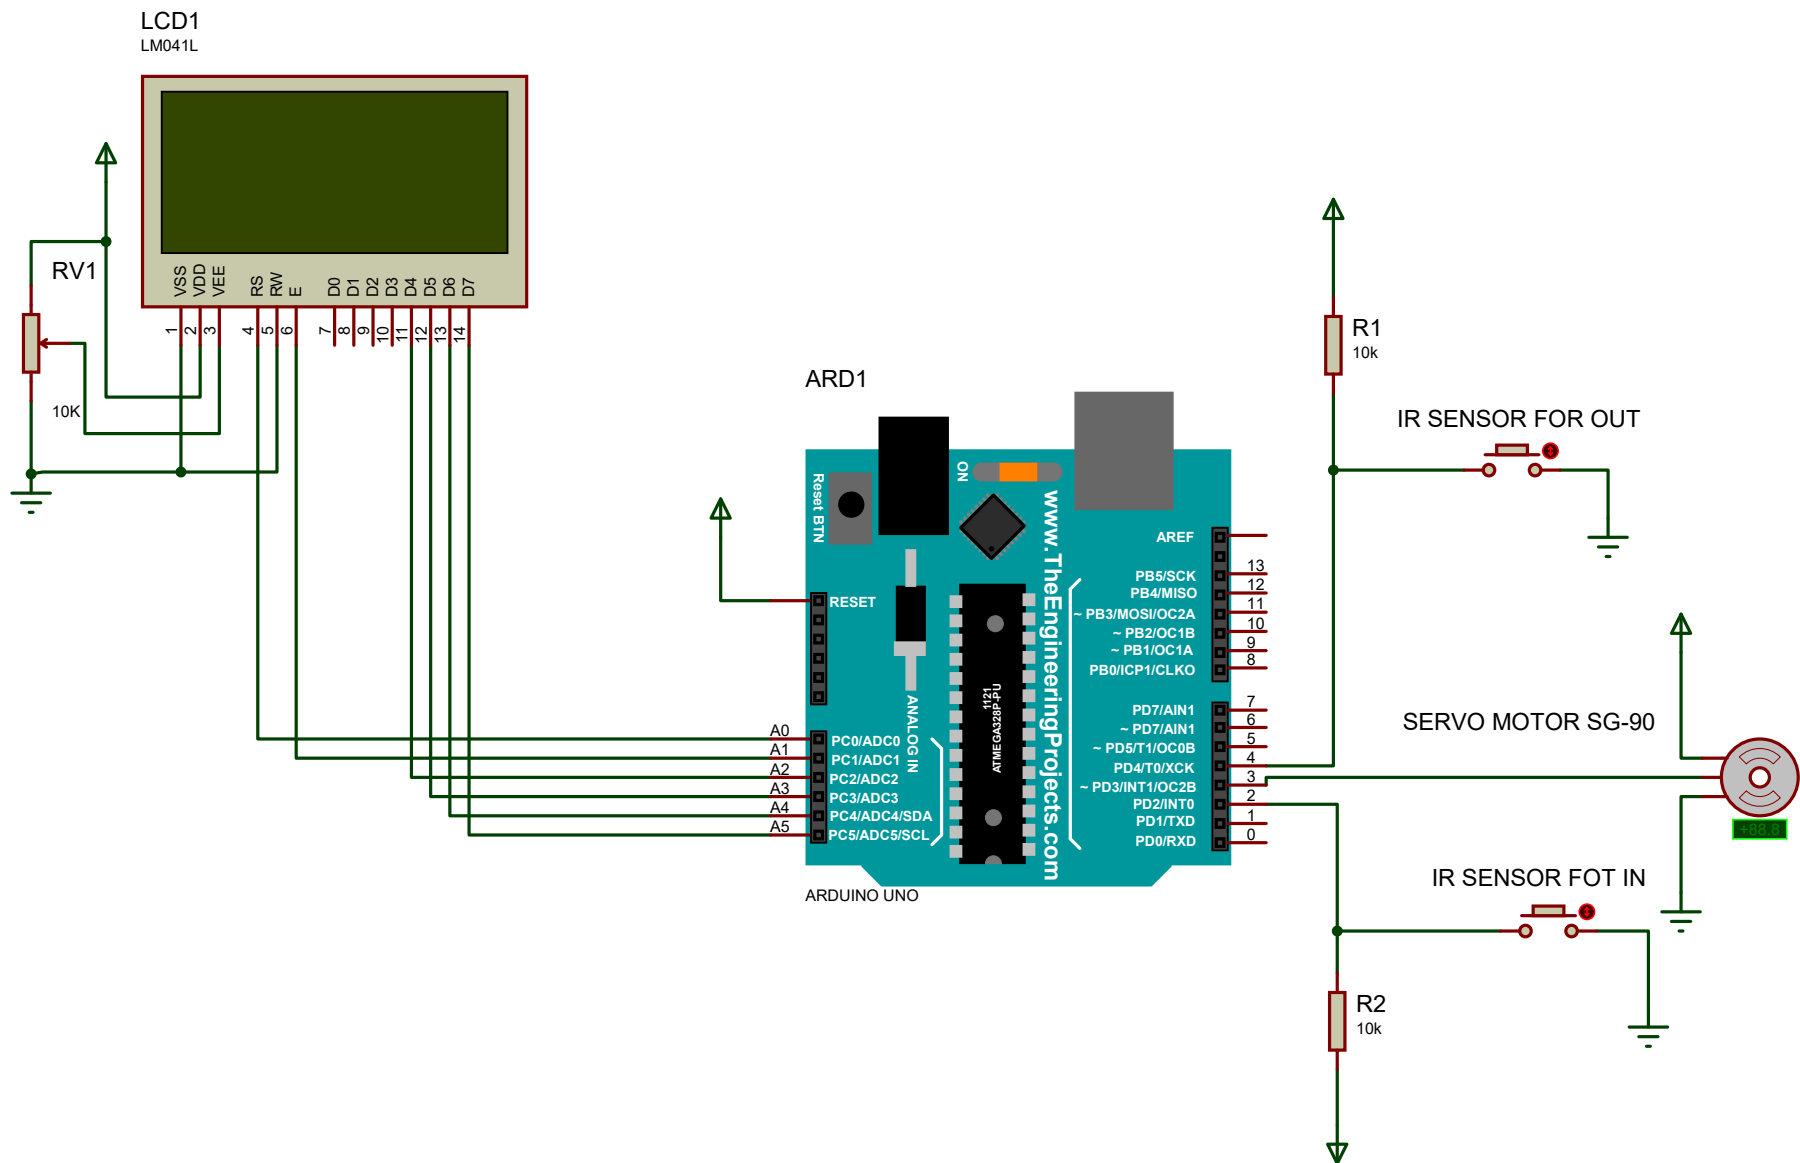 LCD1
LM041L
RV1
10K
VSS
VDD
VEE
RS
RW
E
D0
D1
D2
D3
D4
D5
D6
D7
1
2
3
4
5
6
7
8
9
10
11
12
13
14
ARD1
ARDUINO UNO
Reset BTN
ON
www.TheEngineeringProjects.com
RESET
ANALOG IN
1121
ATMEGA328P-PU
A0
A1
A2
A3
A4
A5
PC0/ADC0
PC1/ADC1
PC2/ADC2
PC3/ADC3
PC4/ADC4/SDA
PC5/ADC5/SCL
AREF
PB5/SCK
PB4/MISO
~ PB3/MOSI/OC2A
~ PB2/OC1B
~ PB1/OC1A
PB0/ICP1/CLKO
13
12
11
10
9
8
PD7/AIN1
~ PD7/AIN1
~ PD5/T1/OC0B
PD4/T0/XCK
~ PD3/INT1/OC2B
PD2/INT0
PD1/TXD
PD0/RXD
7
6
5
4
3
2
1
0
R1
10k
IR SENSOR FOR OUT
SERVO MOTOR SG-90
+88.8
IR SENSOR FOT IN
R2
10k